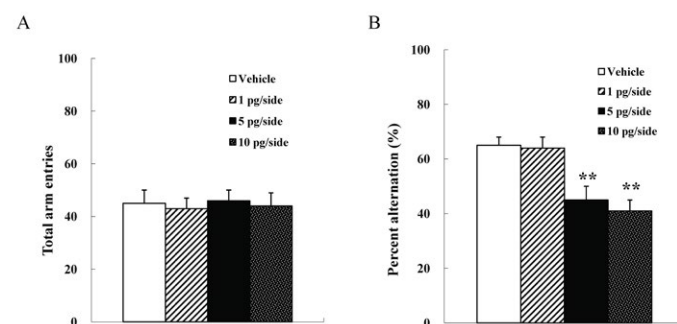 A
100
80
60
40
20
0
Total arm entries
Vehicle
1 pg/side
5 pg/side
10 pg/side
B
100
80
60
40
20
0
Percent alternation (%)
Vehicle
1 pg/side
5 pg/side
10 pg/side
**
**